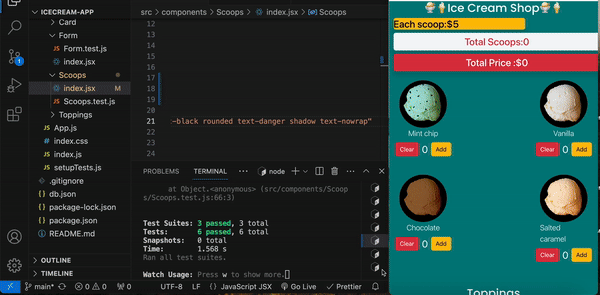 ICECREAM-APP
Card
Form
Form.test.js
index.jsx
Scoops
index.jsx
Scoops.test.js
Toppings
App.js
index.css
index.js
setupTests.js
.gitignore
db.json
package-lock.json
package.json
README.md
OUTLINE
TIMELINE
src > components > Scoops > index.jsx > Scoops
12
13
14
15
16
17
18
19
20
21
22
23
24
-black rounded text-danger shadow text-nowrap"
PROBLEMS
TERMINAL
node
at Object.<anonymous> (src/components/Scoop
s/Scoops.test.js:66:3)
Test Suites: 3 passed, 3 total
Tests: 6 passed, 6 total
Snapshots: 0 total
Time: 1.568 s
Ran all test suites.
Watch Usage: Press w to show more.
main*
0
0
0
UTF-8
LF
{} JavaScript JSX
Go Live
Prettier
Ice Cream Shop
Each scoop:$5
Total Scoops:0
Total Price :$0
Mint chip
Clear 0 Add
Vanilla
Clear 0 Add
Chocolate
Clear 0 Add
Salted
caramel
Clear 0 Add
Toppings